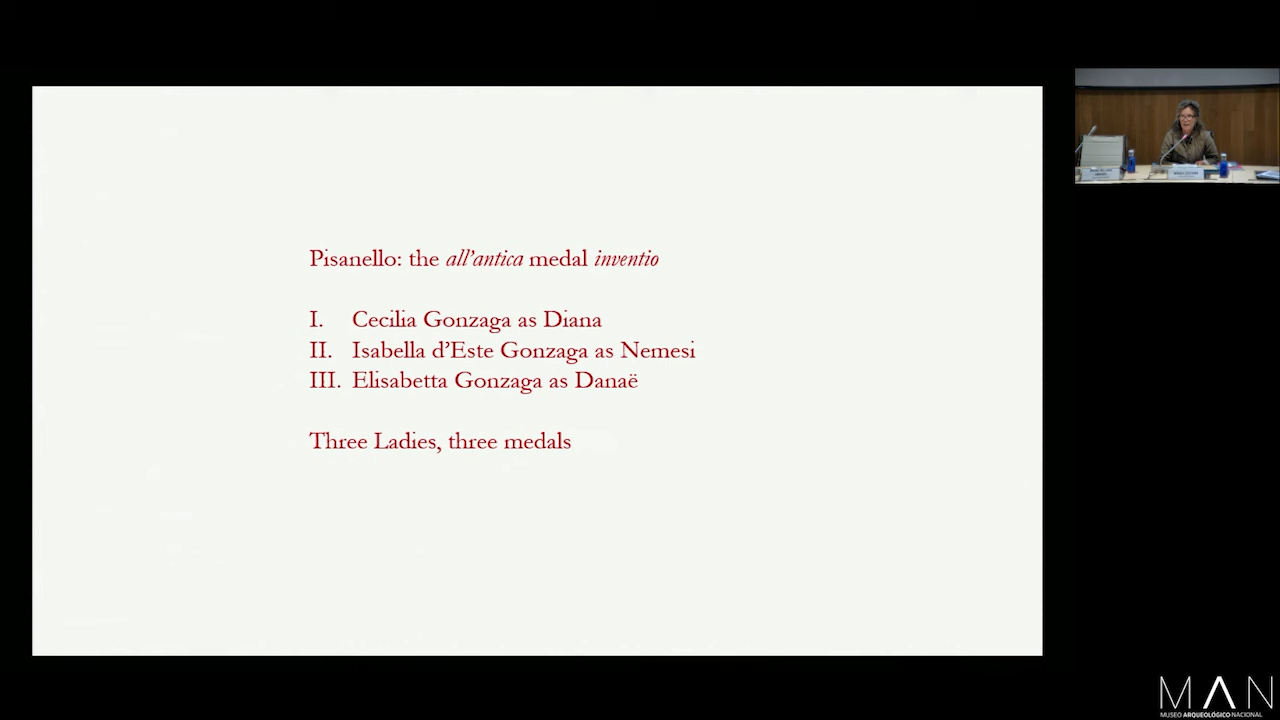 Pisanello: the all'antica medal inventio
I. Cecilia Gonzaga as Diana
II. Isabella d'Este Gonzaga as Nemesi
III. Elisabetta Gonzaga as Danaë
Three Ladies, three medals
MAN
MUSEO ARQUEOLÓGICO NACIONAL